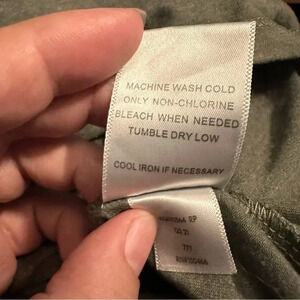 MACHINE WASH COLD
ONLY NON-CHLORINE
BLEACH WHEN NEEDED
TUMBLE DRY LOW
COOL IRON IF NECESSARY